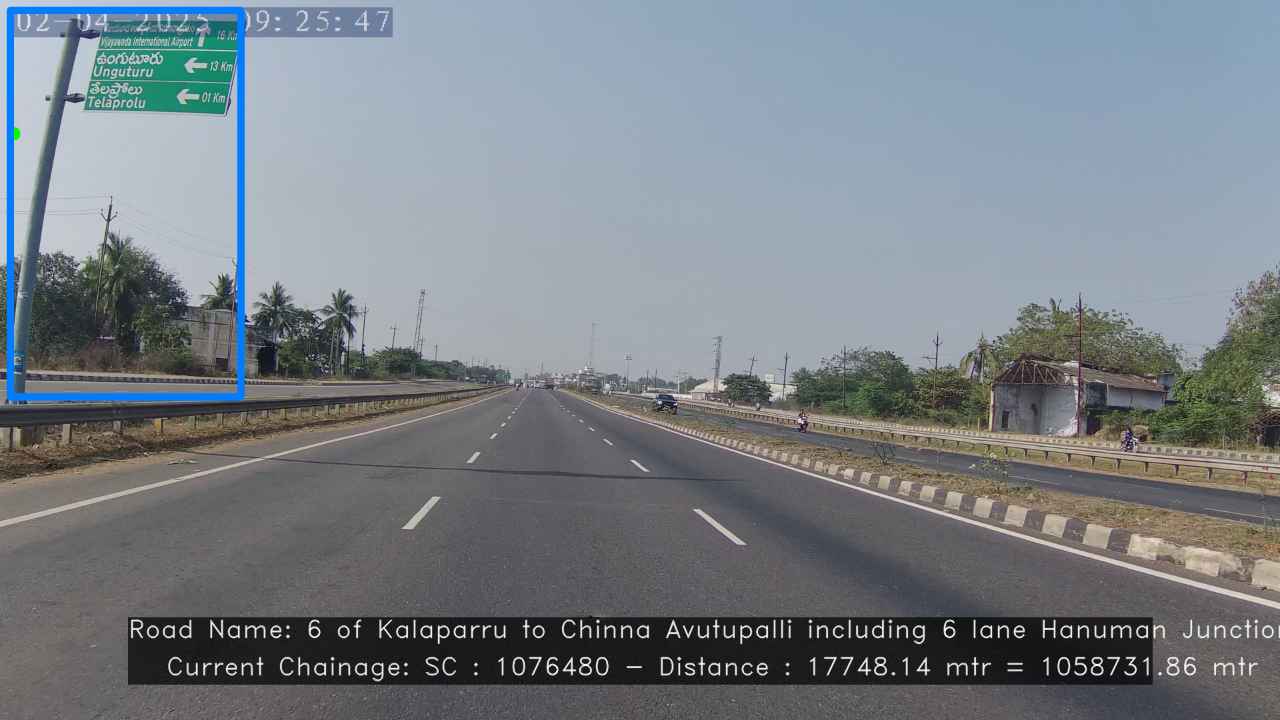 02-04-2025 09:25:47
Vijayawada International Airport 16 Km
ఉంగుటూరు
Unguturu 13 Km
తేలప్రోలు
Telaprolu 01 Km
Road Name: 6 of Kalaparru to Chinna Avutupalli including 6 lane Hanuman Junction
Current Chainage: SC : 1076480 - Distance : 17748.14 mtr = 1058731.86 mtr